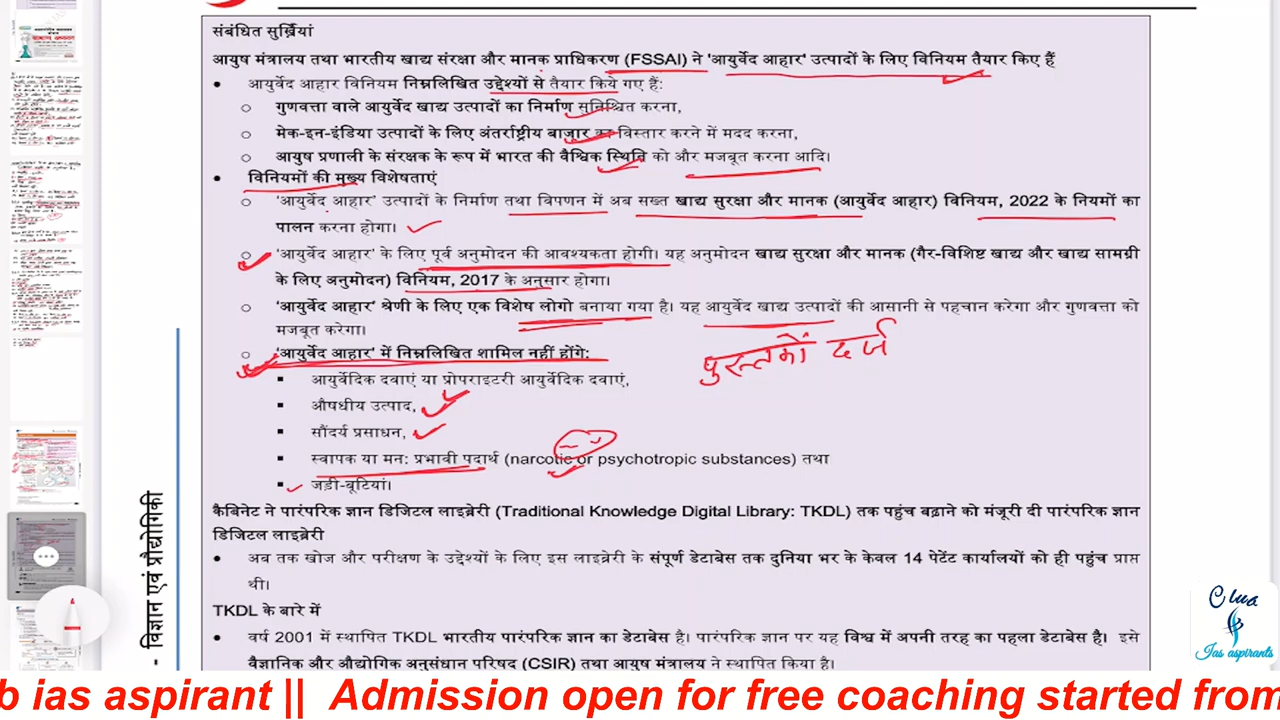 संबंधित सुर्ख़ियां
आयुष मंत्रालय तथा भारतीय खाद्य संरक्षा एवं मानक प्राधिकरण (FSSAI) ने 'आयुर्वेद आहार' उत्पादों के लिए विनियम तैयार किए हैं
• आयुर्वेद आहार विनियम निम्नलिखित उद्देश्यों से तैयार किये गए हैं:
○ गुणवत्ता वाले आयुर्वेद खाद्य उत्पादों का निर्माण सुनिश्चित करना,
○ मेक-इन-इंडिया उत्पादों के लिए अंतर्राष्ट्रीय बाजार का विस्तार करने में मदद करना,
○ आयुष प्रणाली के संरक्षक के रूप में भारत की वैश्विक स्थिति को और मजबूत करना आदि।
• विनियमों की मुख्य विशेषताएं
○ 'आयुर्वेद आहार' उत्पादों के तथा विपणन में अब सख्त खाद्य सुरक्षा और मानक (आयुर्वेद आहार) विनियम, 2022 के नियमों का
पालन करना होगा।
○ 'आयुर्वेद आहार के लिए पूर्व अनुमोदन की आवश्यकता होगी। यह अनुमोदन खाद्य सुरक्षा और मानक (गैर-विशिष्ट खाद्य और खाद्य सामग्री
के लिए अनुमोदन) विनियम, 2017 के अनुसार होगा।
○ 'आयुर्वेद आहार' श्रेणी के लिए एक विशेष लोगो बनाया गया है। यह आयुर्वेद खाद्य उत्पादों की आसानी से पहचान करेगा और गुणवत्ता को
मजबूत करेगा।
○ 'आयुर्वेद आहार' में निम्नलिखित शामिल नहीं होंगे:
पुस्तकों दर्ज
▪ आयुर्वेदिक दवाएं या प्रोपराइटरी आयुर्वेदिक दवाएं,
▪ औषधीय उत्पाद,
▪ सौंदर्य प्रसाधन,
▪ या मनः प्रभावी पदार्थ (narcotic or psychotropic substances) तथा
▪ जड़ी-बूटियां।
कैबिनेट ने पारंपरिक ज्ञान डिजिटल लाइब्रेरी (Traditional Knowledge Digital Library: TKDL) तक पहुंच बढ़ाने को मंजूरी दी पारंपरिक ज्ञान
डिजिटल लाइब्रेरी
• अब तक खोज और परीक्षण के उद्देश्यों के लिए इस लाइब्रेरी के संपूर्ण डेटाबेस तक दुनिया भर के केवल 14 पेटेंट कार्यालयों को ही पहुंच प्राप्त
थी।
TKDL के बारे में
• वर्ष 2001 में स्थापित TKDL भारतीय पारंपरिक ज्ञान का डेटाबेस है। पारंपरिक ज्ञान पर यह विश्व में अपनी तरह का पहला डेटाबेस है। इसे
वैज्ञानिक और औद्योगिक अनुसंधान परिषद (CSIR) तथा आयुष मंत्रालय ने स्थापित किया है।
- विज्ञान एवं प्रौद्योगिकी
Ias aspirants
b ias aspirant || Admission open for free coaching started from